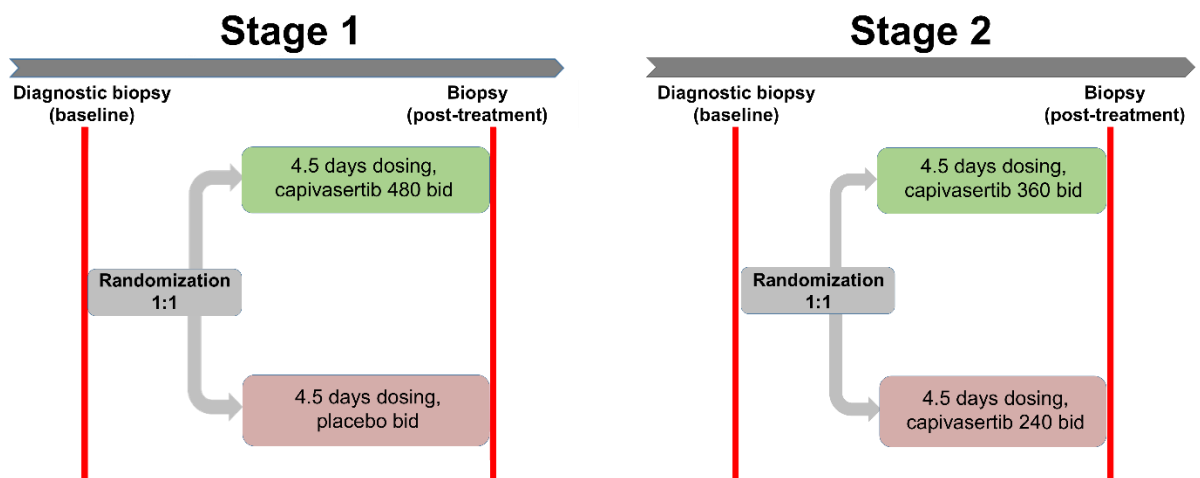 Stage 1
Diagnostic biopsy
(baseline)
Biopsy
(post-treatment)
4.5 days dosing,
capivasertib 480 bid
Randomization
1:1
4.5 days dosing,
placebo bid
Stage 2
Diagnostic biopsy
(baseline)
Biopsy
(post-treatment)
4.5 days dosing,
capivasertib 360 bid
Randomization
1:1
4.5 days dosing,
capivasertib 240 bid